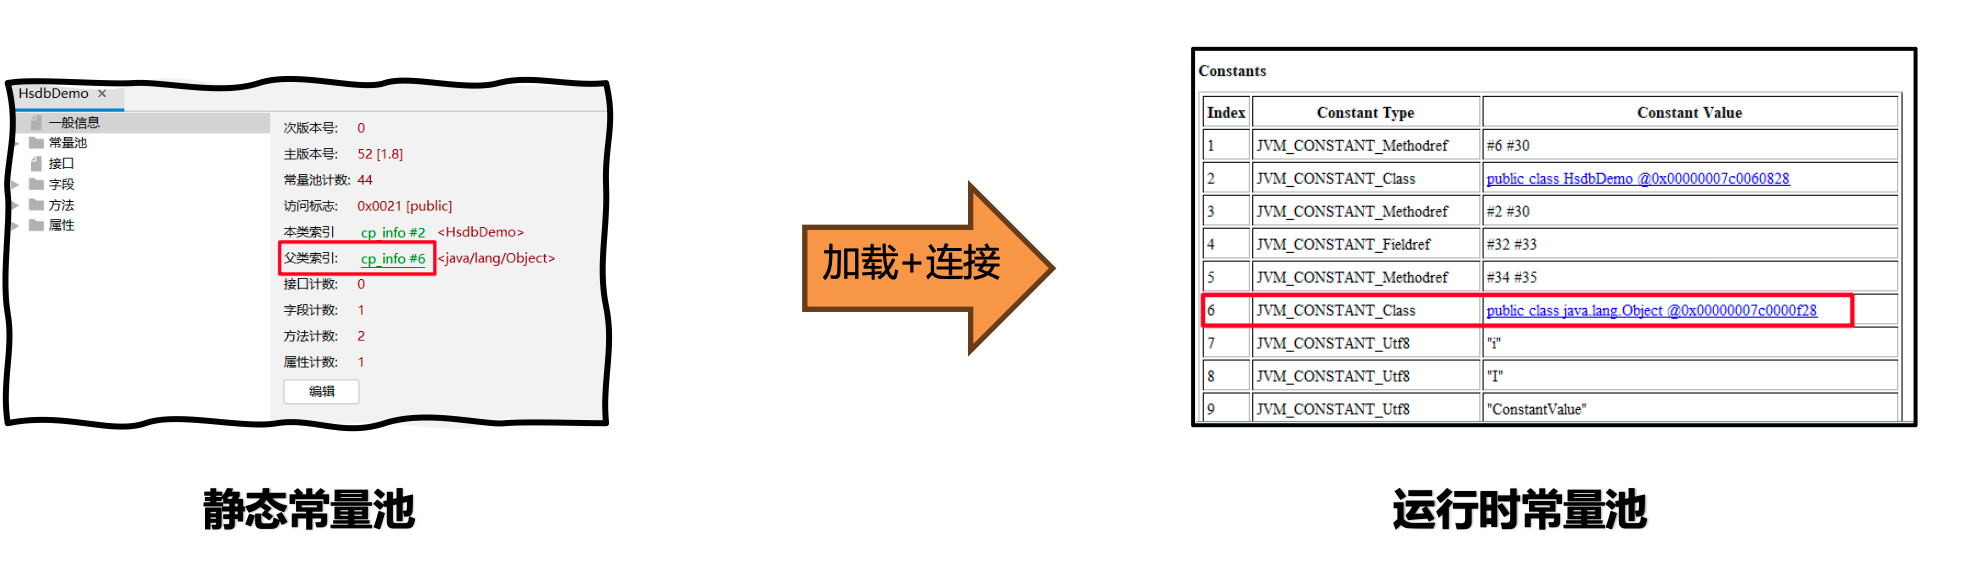 HsdbDemo ×
一般信息
常量池
接口
字段
方法
属性
次版本号: 0
主版本号: 52 [1.8]
常量池计数: 44
访问标志: 0x0021 [public]
本类索引 cp_info #2 <HsdbDemo>
父类索引: cp_info #6 <java/lang/Object>
接口计数: 0
字段计数: 1
方法计数: 2
属性计数: 1
编辑
静态常量池
加载+连接
Constants
Index Constant Type Constant Value
1 JVM_CONSTANT_Methodref #6 #30
2 JVM_CONSTANT_Class public class HsdbDemo @0x00000007c0060828
3 JVM_CONSTANT_Methodref #2 #30
4 JVM_CONSTANT_Fieldref #32 #33
5 JVM_CONSTANT_Methodref #34 #35
6 JVM_CONSTANT_Class public class java.lang.Object @0x00000007c0000f28
7 JVM_CONSTANT_Utf8 "i"
8 JVM_CONSTANT_Utf8 "I"
9 JVM_CONSTANT_Utf8 "ConstantValue"
运行时常量池